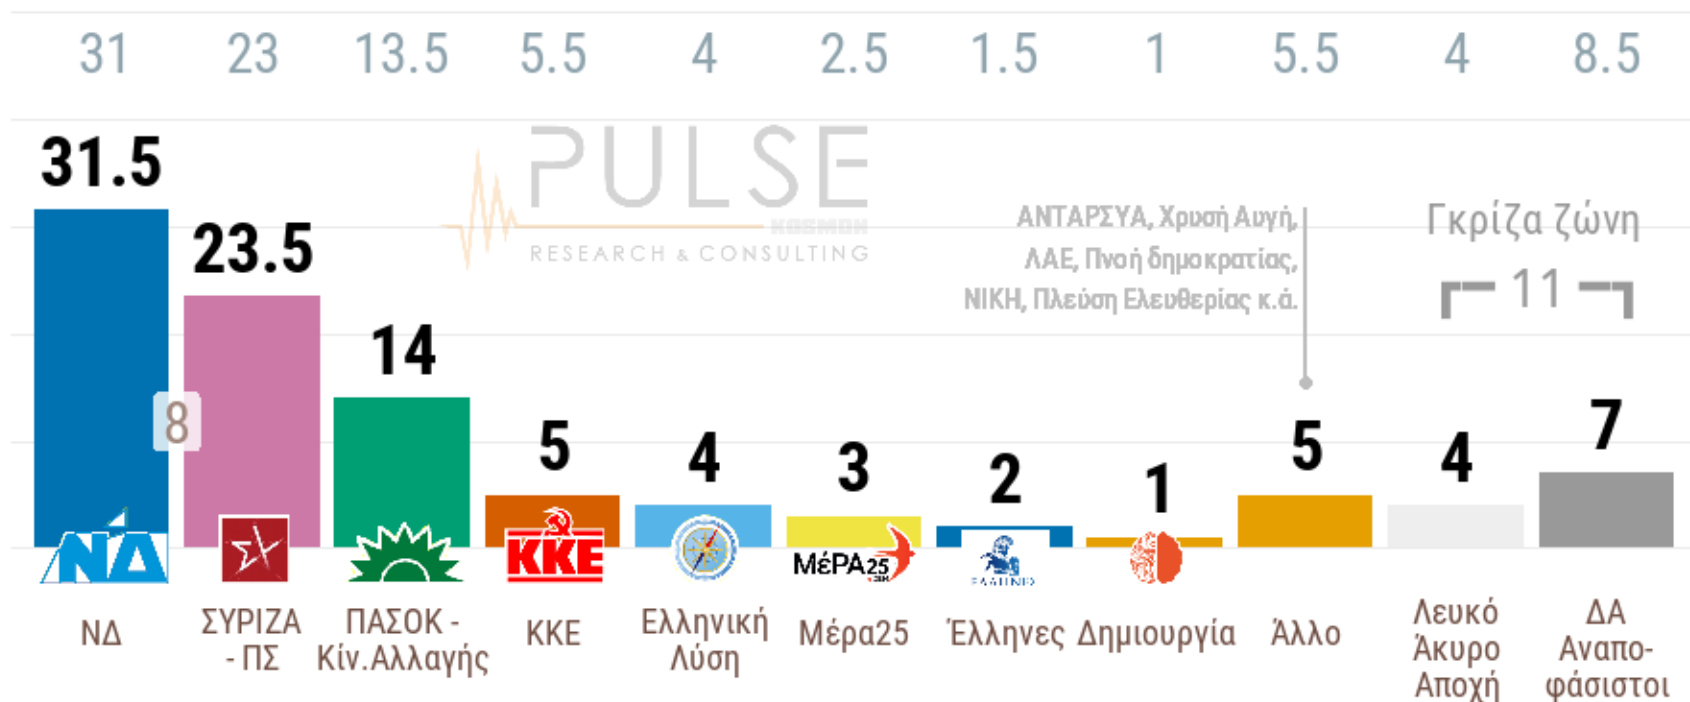 31 23 13.5 5.5 4 2.5 1.5 1 5.5 4 8.5
PULSE
KOSMON
RESEARCH & CONSULTING
31.5
23.5
14
8
5
4
3
2
1
5
4
7
ΑΝΤΑΡΣΥΑ, Χρυσή Αυγή,
ΛΑΕ, Πνοή δημοκρατίας,
ΝΙΚΗ, Πλεύση Ελευθερίας κ.ά.
Γκρίζα ζώνη
11
ΝΔ
ΚΚΕ
ΜέΡΑ25
ΝΔ
ΣΥΡΙΖΑ
- ΠΣ
ΠΑΣΟΚ -
Κίν.Αλλαγής
ΚΚΕ
Ελληνική
Λύση
Μέρα25
Έλληνες
Δημιουργία
Άλλο
Λευκό
Άκυρο
Αποχή
ΔΑ
Αναπο-
φάσιστοι